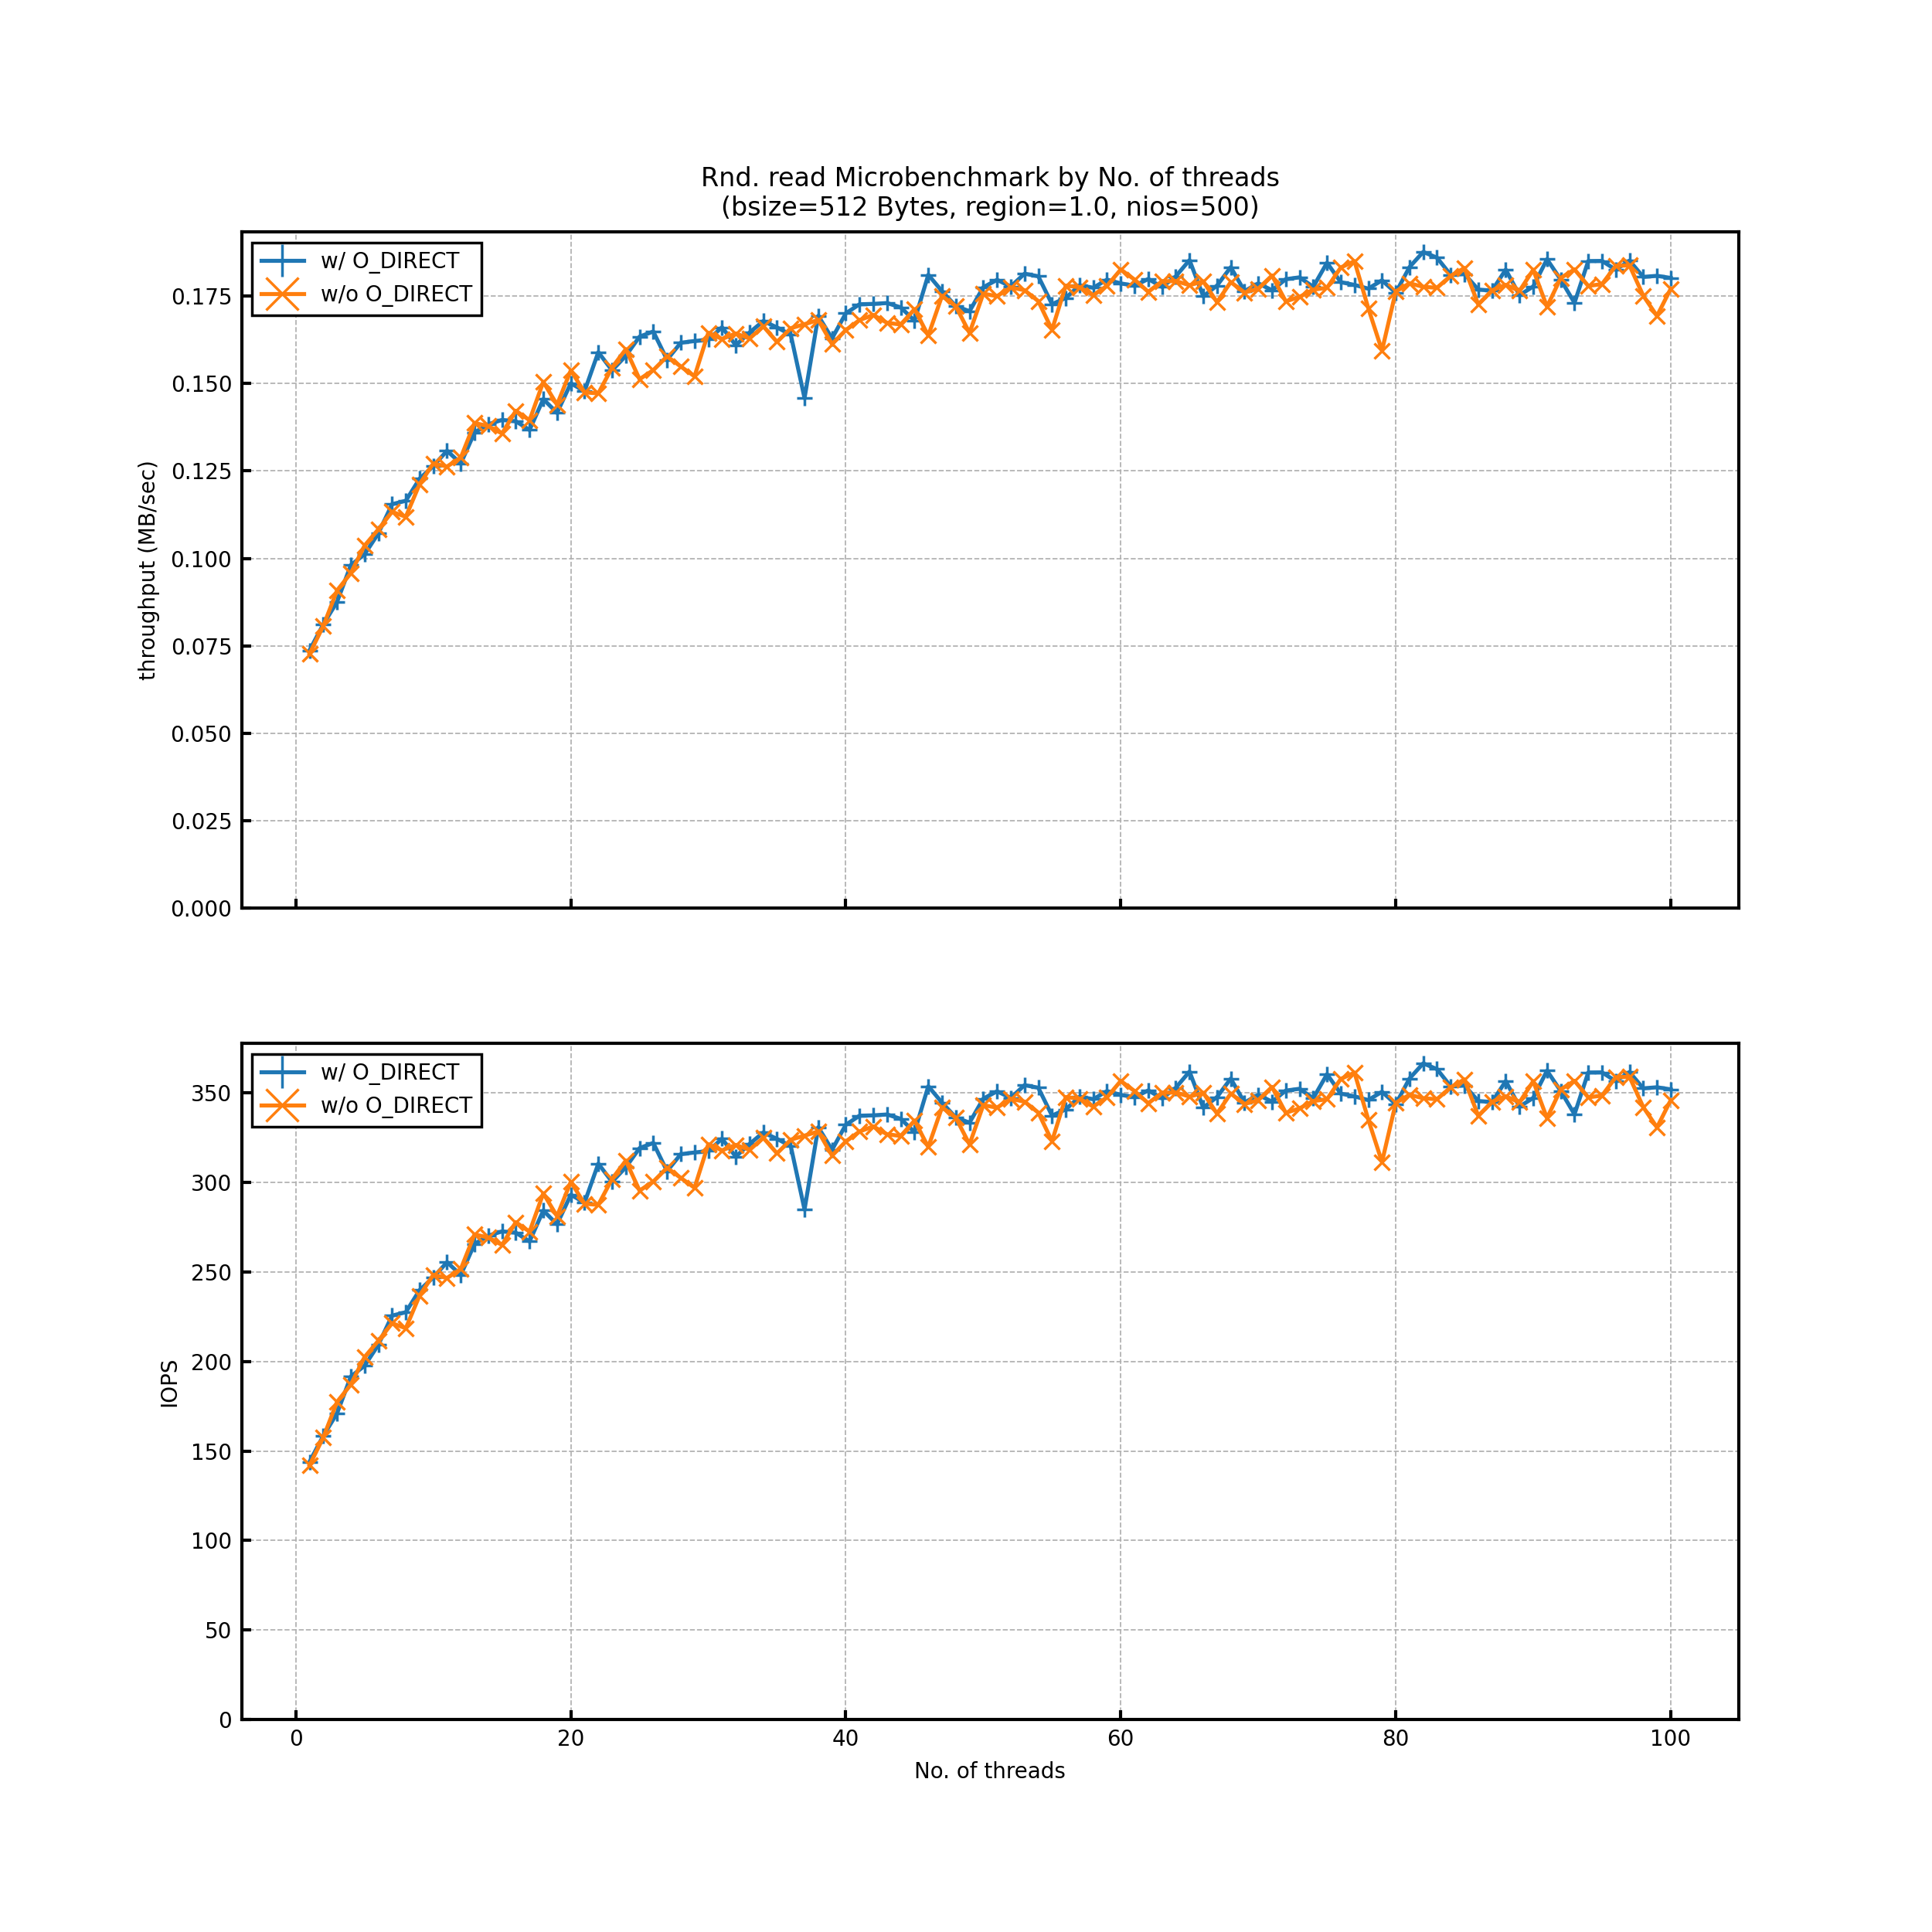 Rnd. read Microbenchmark by No. of threads
(bsize=512 Bytes, region=1.0, nios=500)
w/ O_DIRECT
w/o O_DIRECT
throughput (MB/sec)
0.175
0.150
0.125
0.100
0.075
0.050
0.025
0.000
w/ O_DIRECT
w/o O_DIRECT
IOPS
350
300
250
200
150
100
50
0
0 20 40 60 80 100
No. of threads